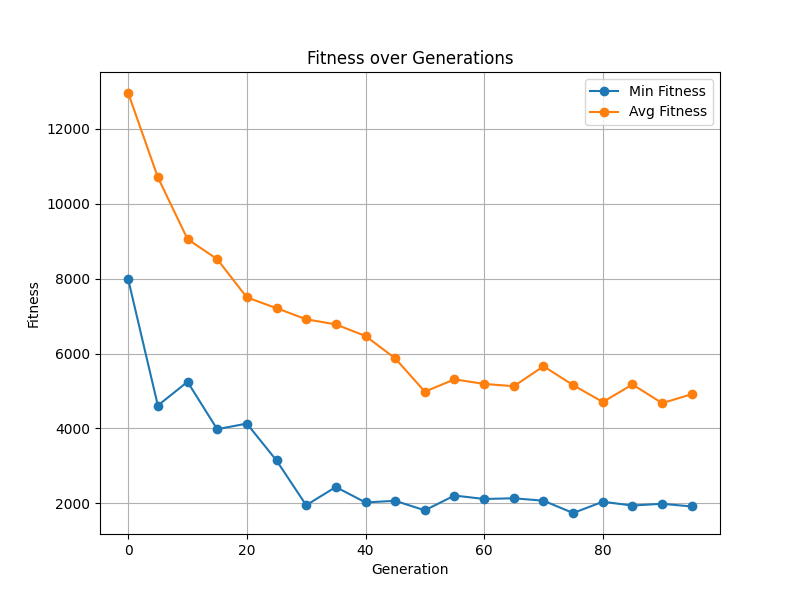 Fitness over Generations
Min Fitness
Avg Fitness
12000
10000
8000
6000
4000
2000
Fitness
0 20 40 60 80
Generation